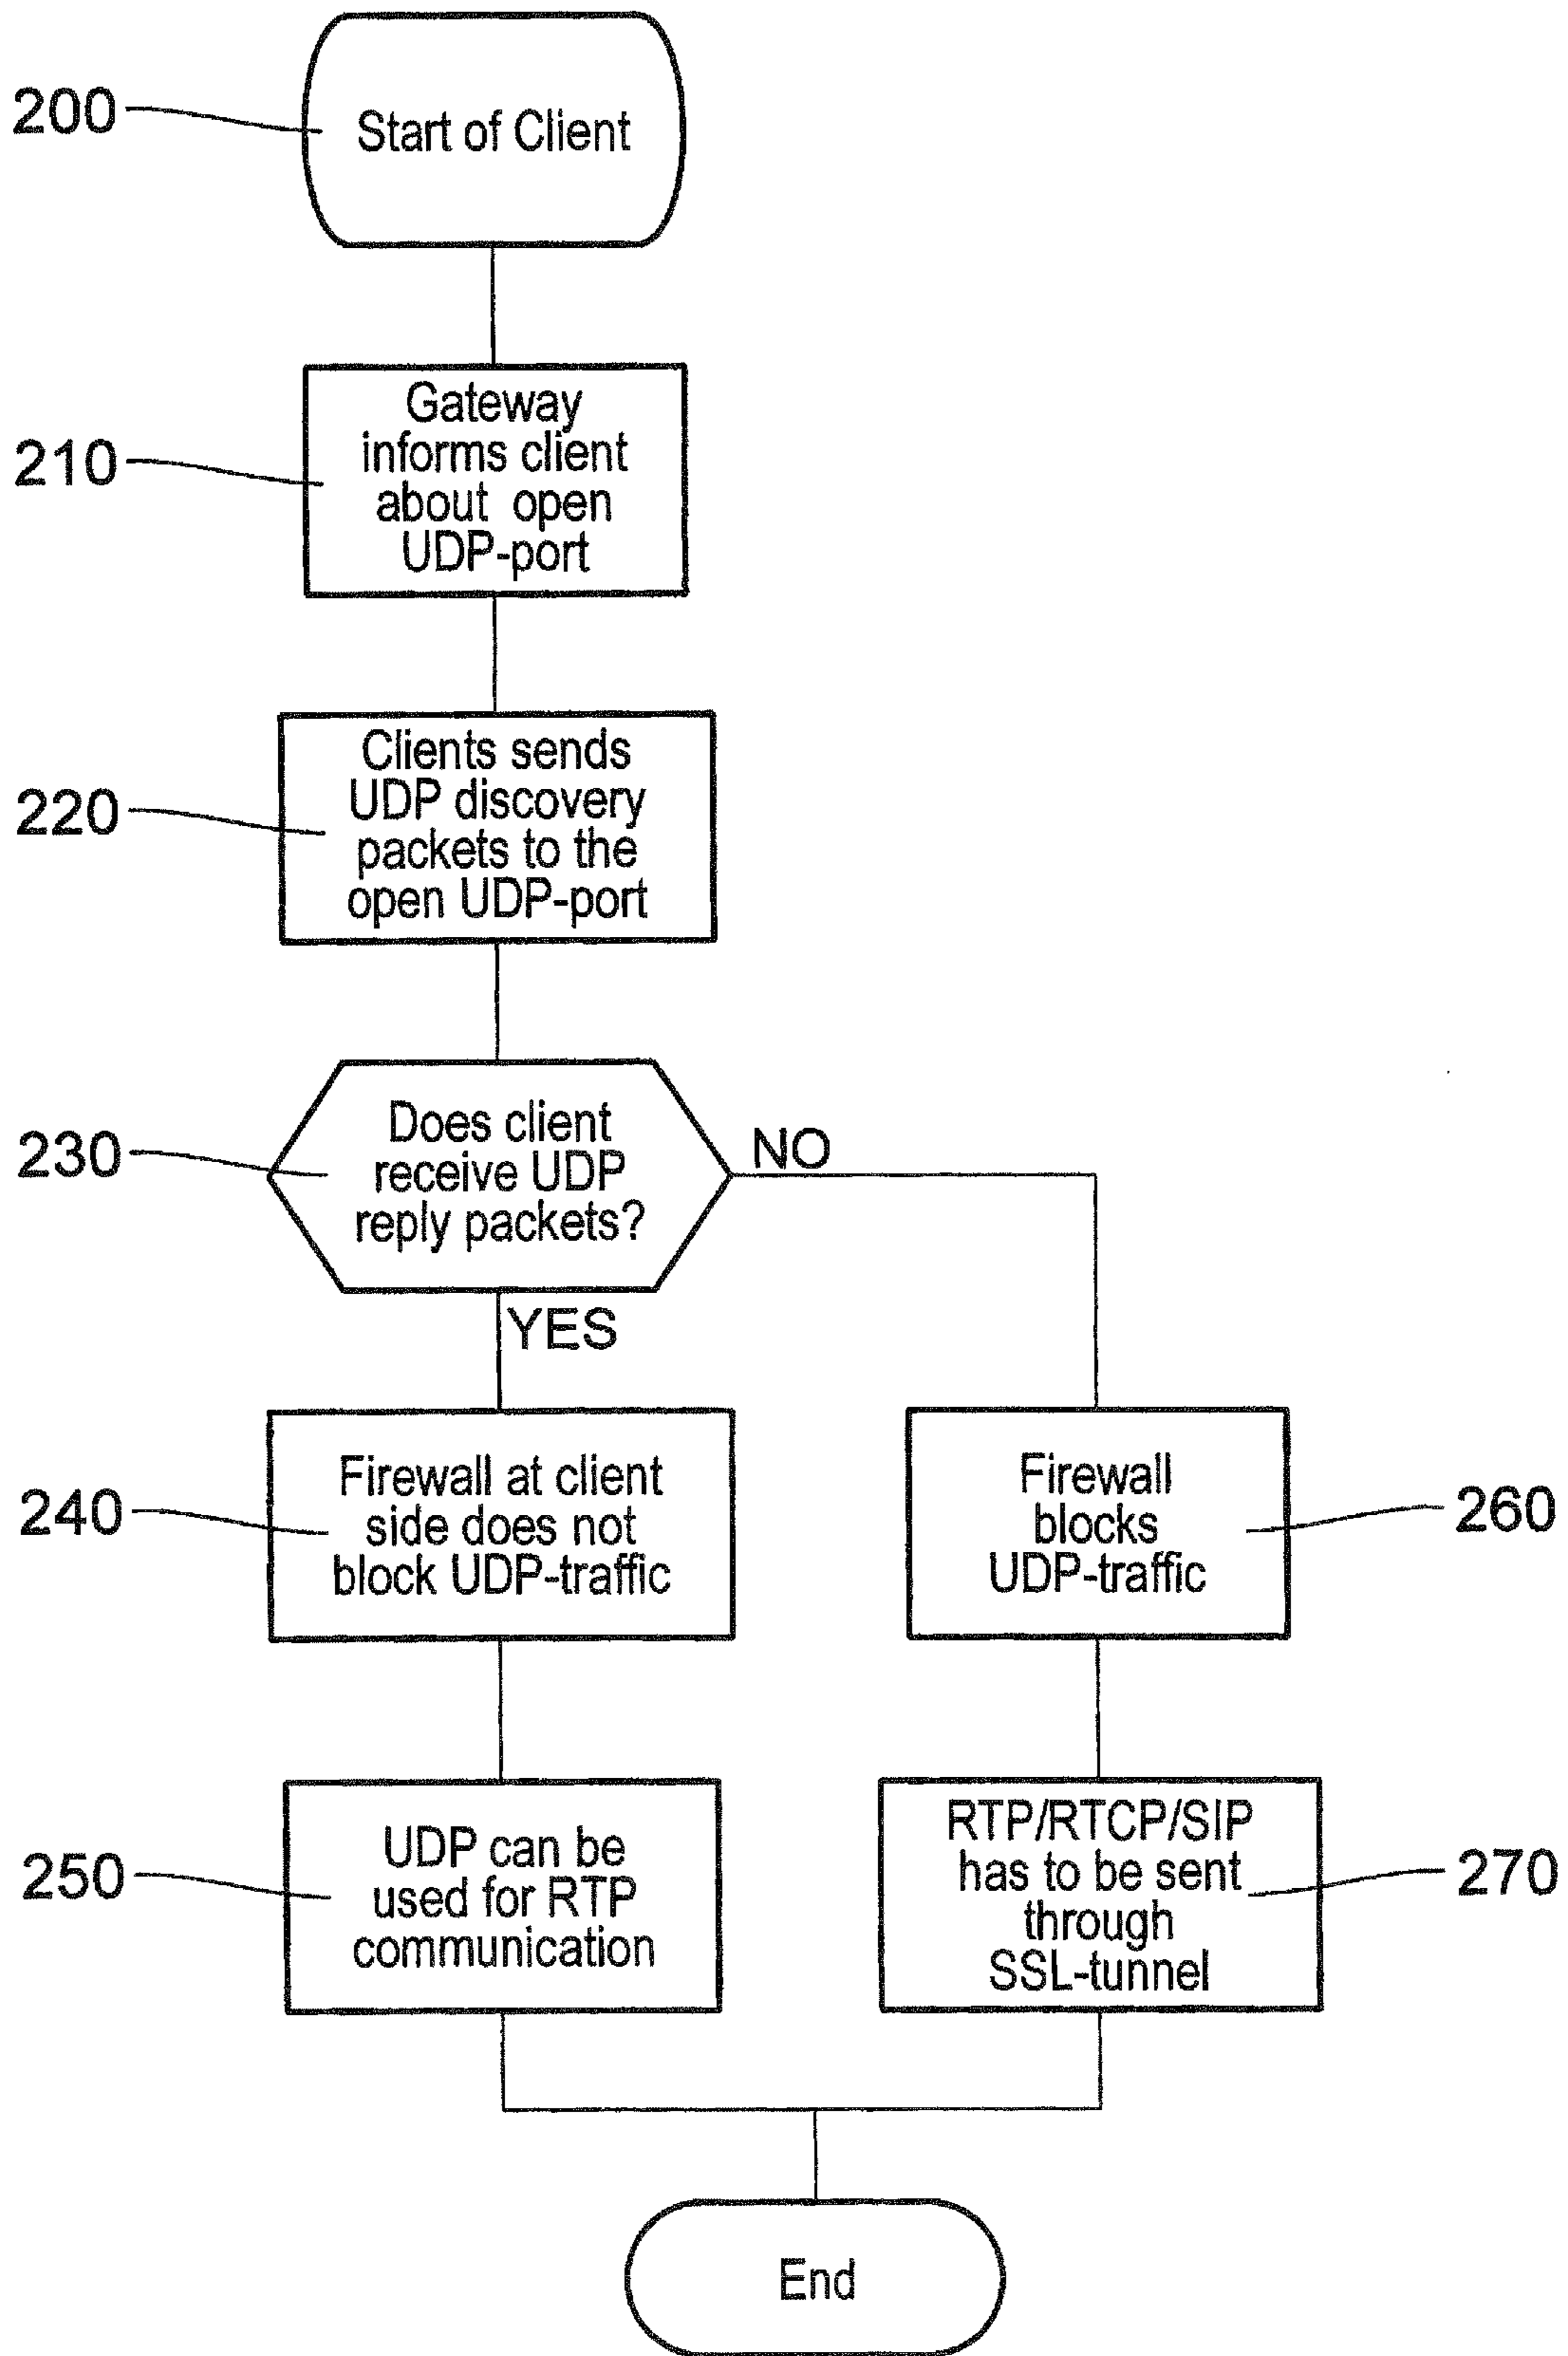 200
Start of Client
210
Gateway
informs client
about open
UDP-port
220
Clients sends
UDP discovery
packets to the
open UDP-port
230
Does client
receive UDP
reply packets?
NO
YES
240
Firewall at client
side does not
block UDP-traffic
Firewall
blocks
UDP-traffic
260
250
UDP can be
used for RTP
communication
RTP/RTCP/SIP
has to be sent
through
SSL-tunnel
270
End